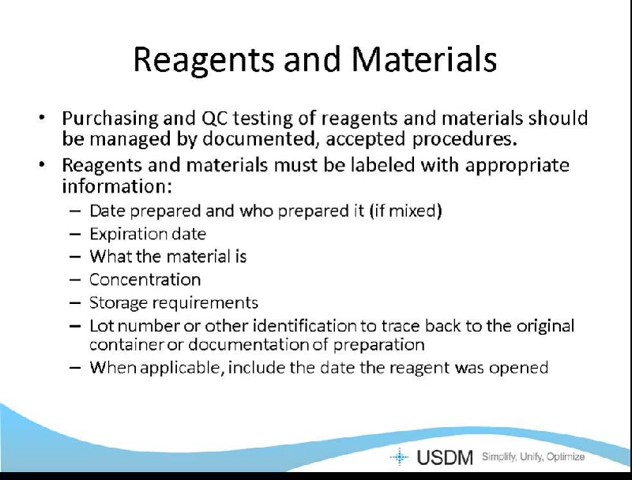 Reagents and Materials
• Purchasing and QC testing of reagents and materials should
be managed by documented, accepted procedures.
• Reagents and materials must be labeled with appropriate
information:
– Date prepared and who prepared it (if mixed)
– Expiration date
– What the material is
– Concentration
– Storage requirements
– Lot number or other identification to trace back to the original
container or documentation of preparation
– When applicable, include the date the reagent was opened
USDM Simplify, Unify, Optimize